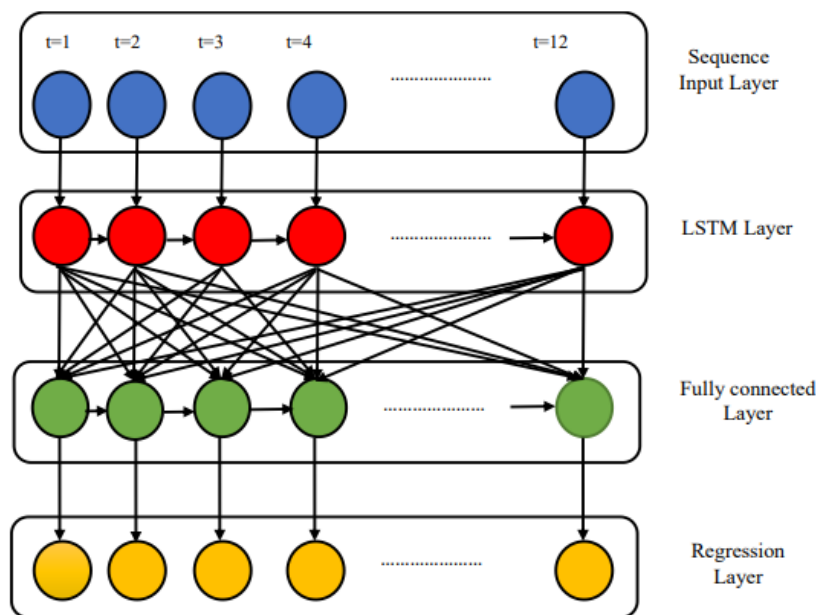 t=1 t=2 t=3 t=4 t=12
Sequence
Input Layer
........................
LSTM Layer
........................
Fully connected
Layer
........................
Regression
Layer
........................